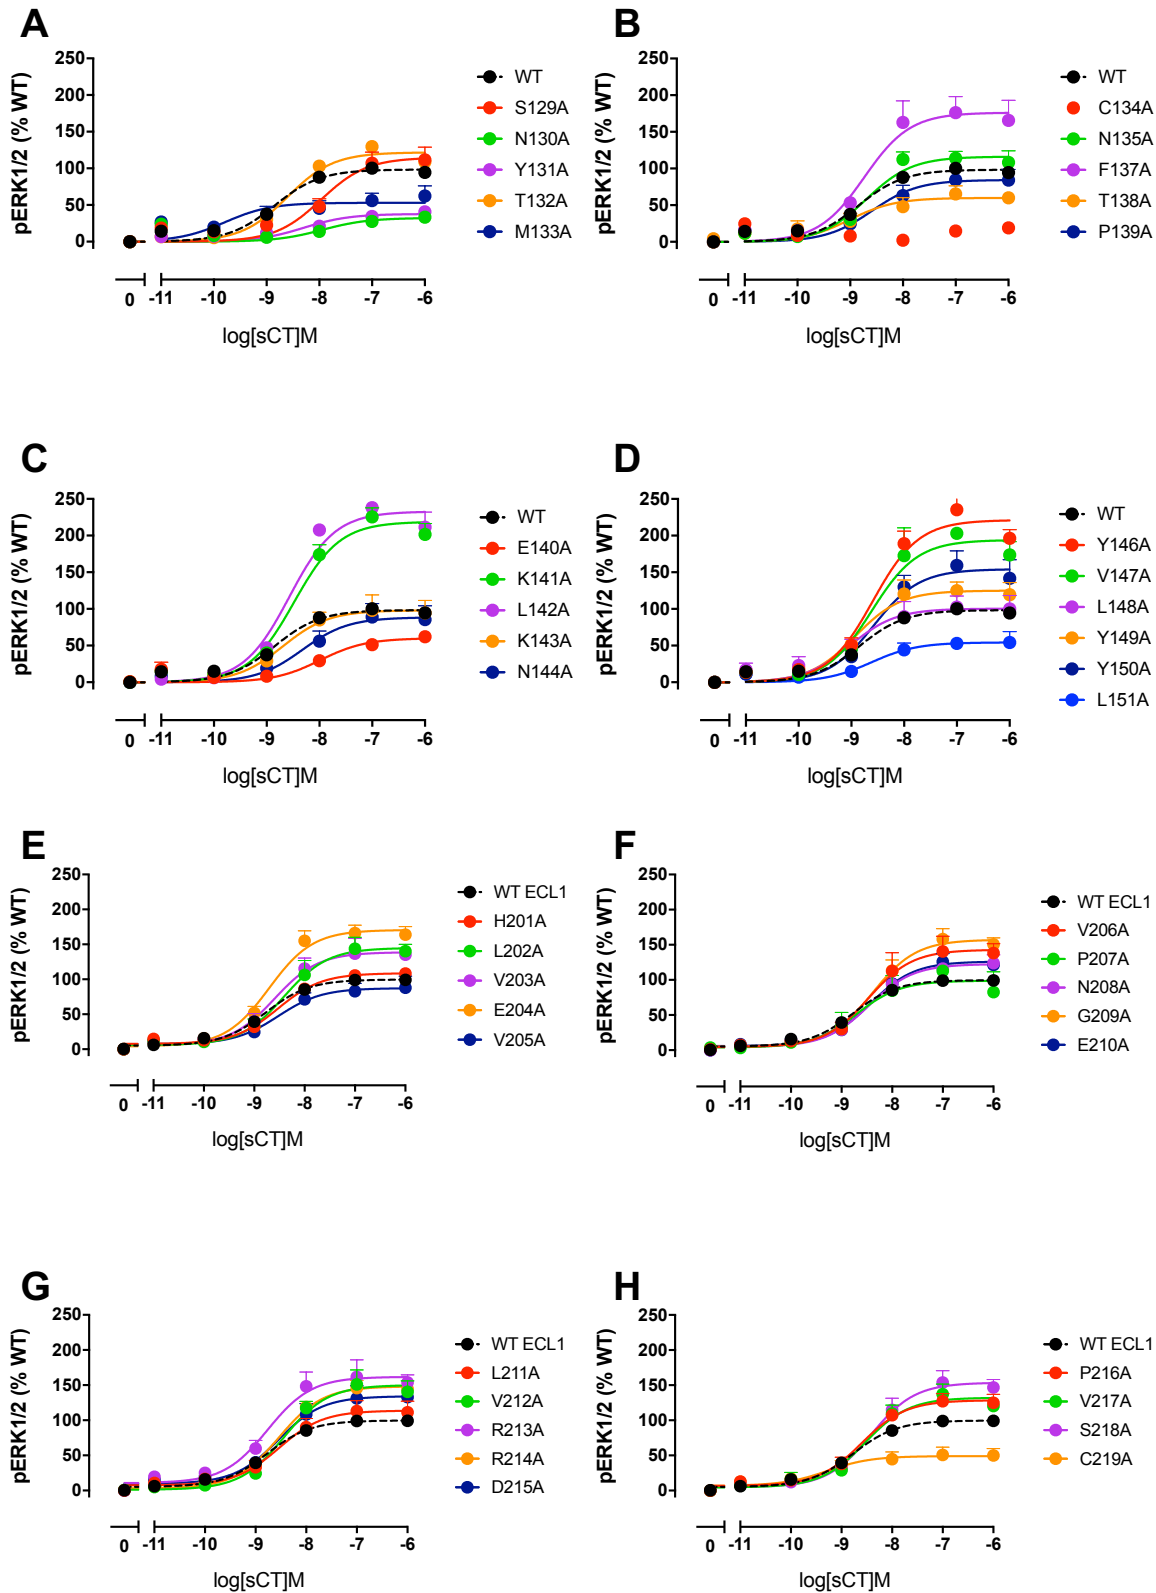 A
pERK1/2 (% WT)
250
200
150
100
50
0
0 -11 -10 -9 -8 -7 -6
log[sCT]M
WT
S129A
N130A
Y131A
T132A
M133A
B
pERK1/2 (% WT)
250
200
150
100
50
0
0 -11 -10 -9 -8 -7 -6
log[sCT]M
WT
C134A
N135A
F137A
T138A
P139A
C
pERK1/2 (% WT)
250
200
150
100
50
0
0 -11 -10 -9 -8 -7 -6
log[sCT]M
WT
E140A
K141A
L142A
K143A
N144A
D
pERK1/2 (% WT)
250
200
150
100
50
0
0 -11 -10 -9 -8 -7 -6
log[sCT]M
WT
Y146A
V147A
L148A
Y149A
Y150A
L151A
E
pERK1/2 (% WT)
250
200
150
100
50
0
0 -11 -10 -9 -8 -7 -6
log[sCT]M
WT ECL1
H201A
L202A
V203A
E204A
V205A
F
pERK1/2 (% WT)
250
200
150
100
50
0
0 -11 -10 -9 -8 -7 -6
log[sCT]M
WT ECL1
V206A
P207A
N208A
G209A
E210A
G
pERK1/2 (% WT)
250
200
150
100
50
0
0 -11 -10 -9 -8 -7 -6
log[sCT]M
WT ECL1
L211A
V212A
R213A
R214A
D215A
H
pERK1/2 (% WT)
250
200
150
100
50
0
0 -11 -10 -9 -8 -7 -6
log[sCT]M
WT ECL1
P216A
V217A
S218A
C219A